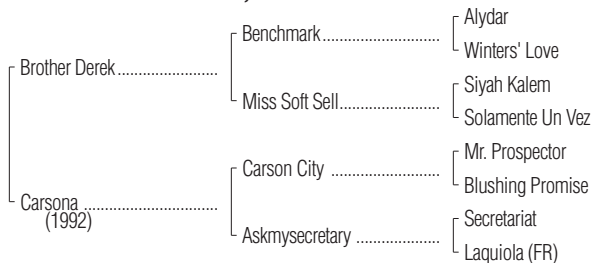 Alydar
Benchmark
Winters' Love
Brother Derek
Siyah Kalem
Miss Soft Sell
Solamente Un Vez
Mr. Prospector
Carson City
Blushing Promise
Carsona
(1992)
Secretariat
Askmysecretary
Laquiola (FR)